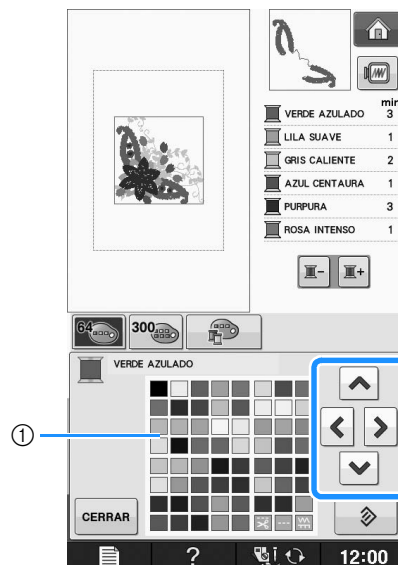 min
VERDE AZULADO 3
LILA SUAVE 1
GRIS CALIENTE 2
AZUL CENTAURA 1
PURPURA 3
ROSA INTENSO 1
- +
64 300
VERDE AZULADO
①
CERRAR
? 12:00